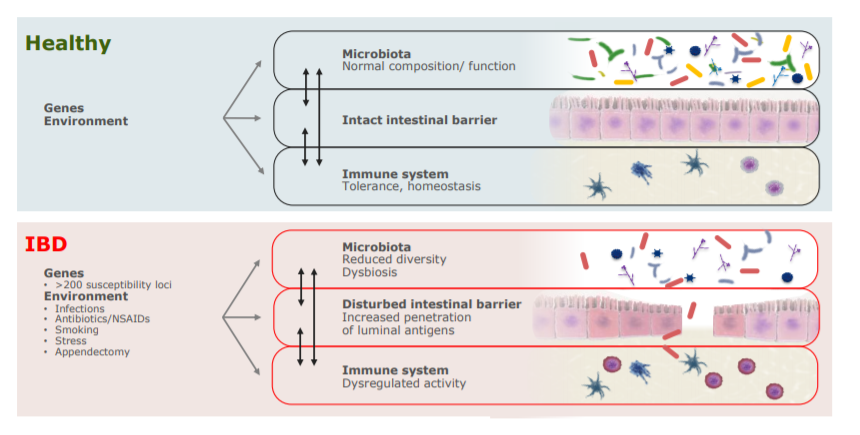 Healthy
Genes
Environment
Microbiota
Normal composition/ function
Intact intestinal barrier
Immune system
Tolerance, homeostasis
IBD
Genes
• >200 susceptibility loci
Environment
• Infections
• Antibiotics/NSAIDs
• Smoking
• Stress
• Appendectomy
Microbiota
Reduced diversity
Dysbiosis
Disturbed intestinal barrier
Increased penetration
of luminal antigens
Immune system
Dysregulated activity